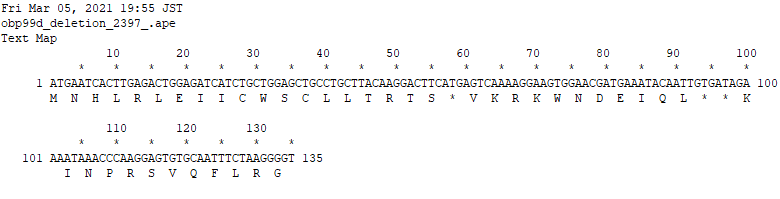 Fri Mar 05, 2021 19:55 JST
obp99d_deletion_2397_.ape
Text Map
10 20 30 40 50 60 70 80 90 100
* * * * * * * * * * * * * * * * * * * *
1 ATGAATCACTTGAGACTGGAGATCATCTGCTGGAGCTGCCTGCTTACAAGGACTTCATGAGTCAAAAGGAAGTGGAACGATGAAATACAATTGTGATAGA 100
M N H L R L E I I C W S C L L T R T S * V K R K W N D E I Q L * * K
110 120 130
* * * * * * *
101 AAATAAACCCAAGGAGTGTGCAATTTCTAAGGGGT 135
I N P R S V Q F L R G